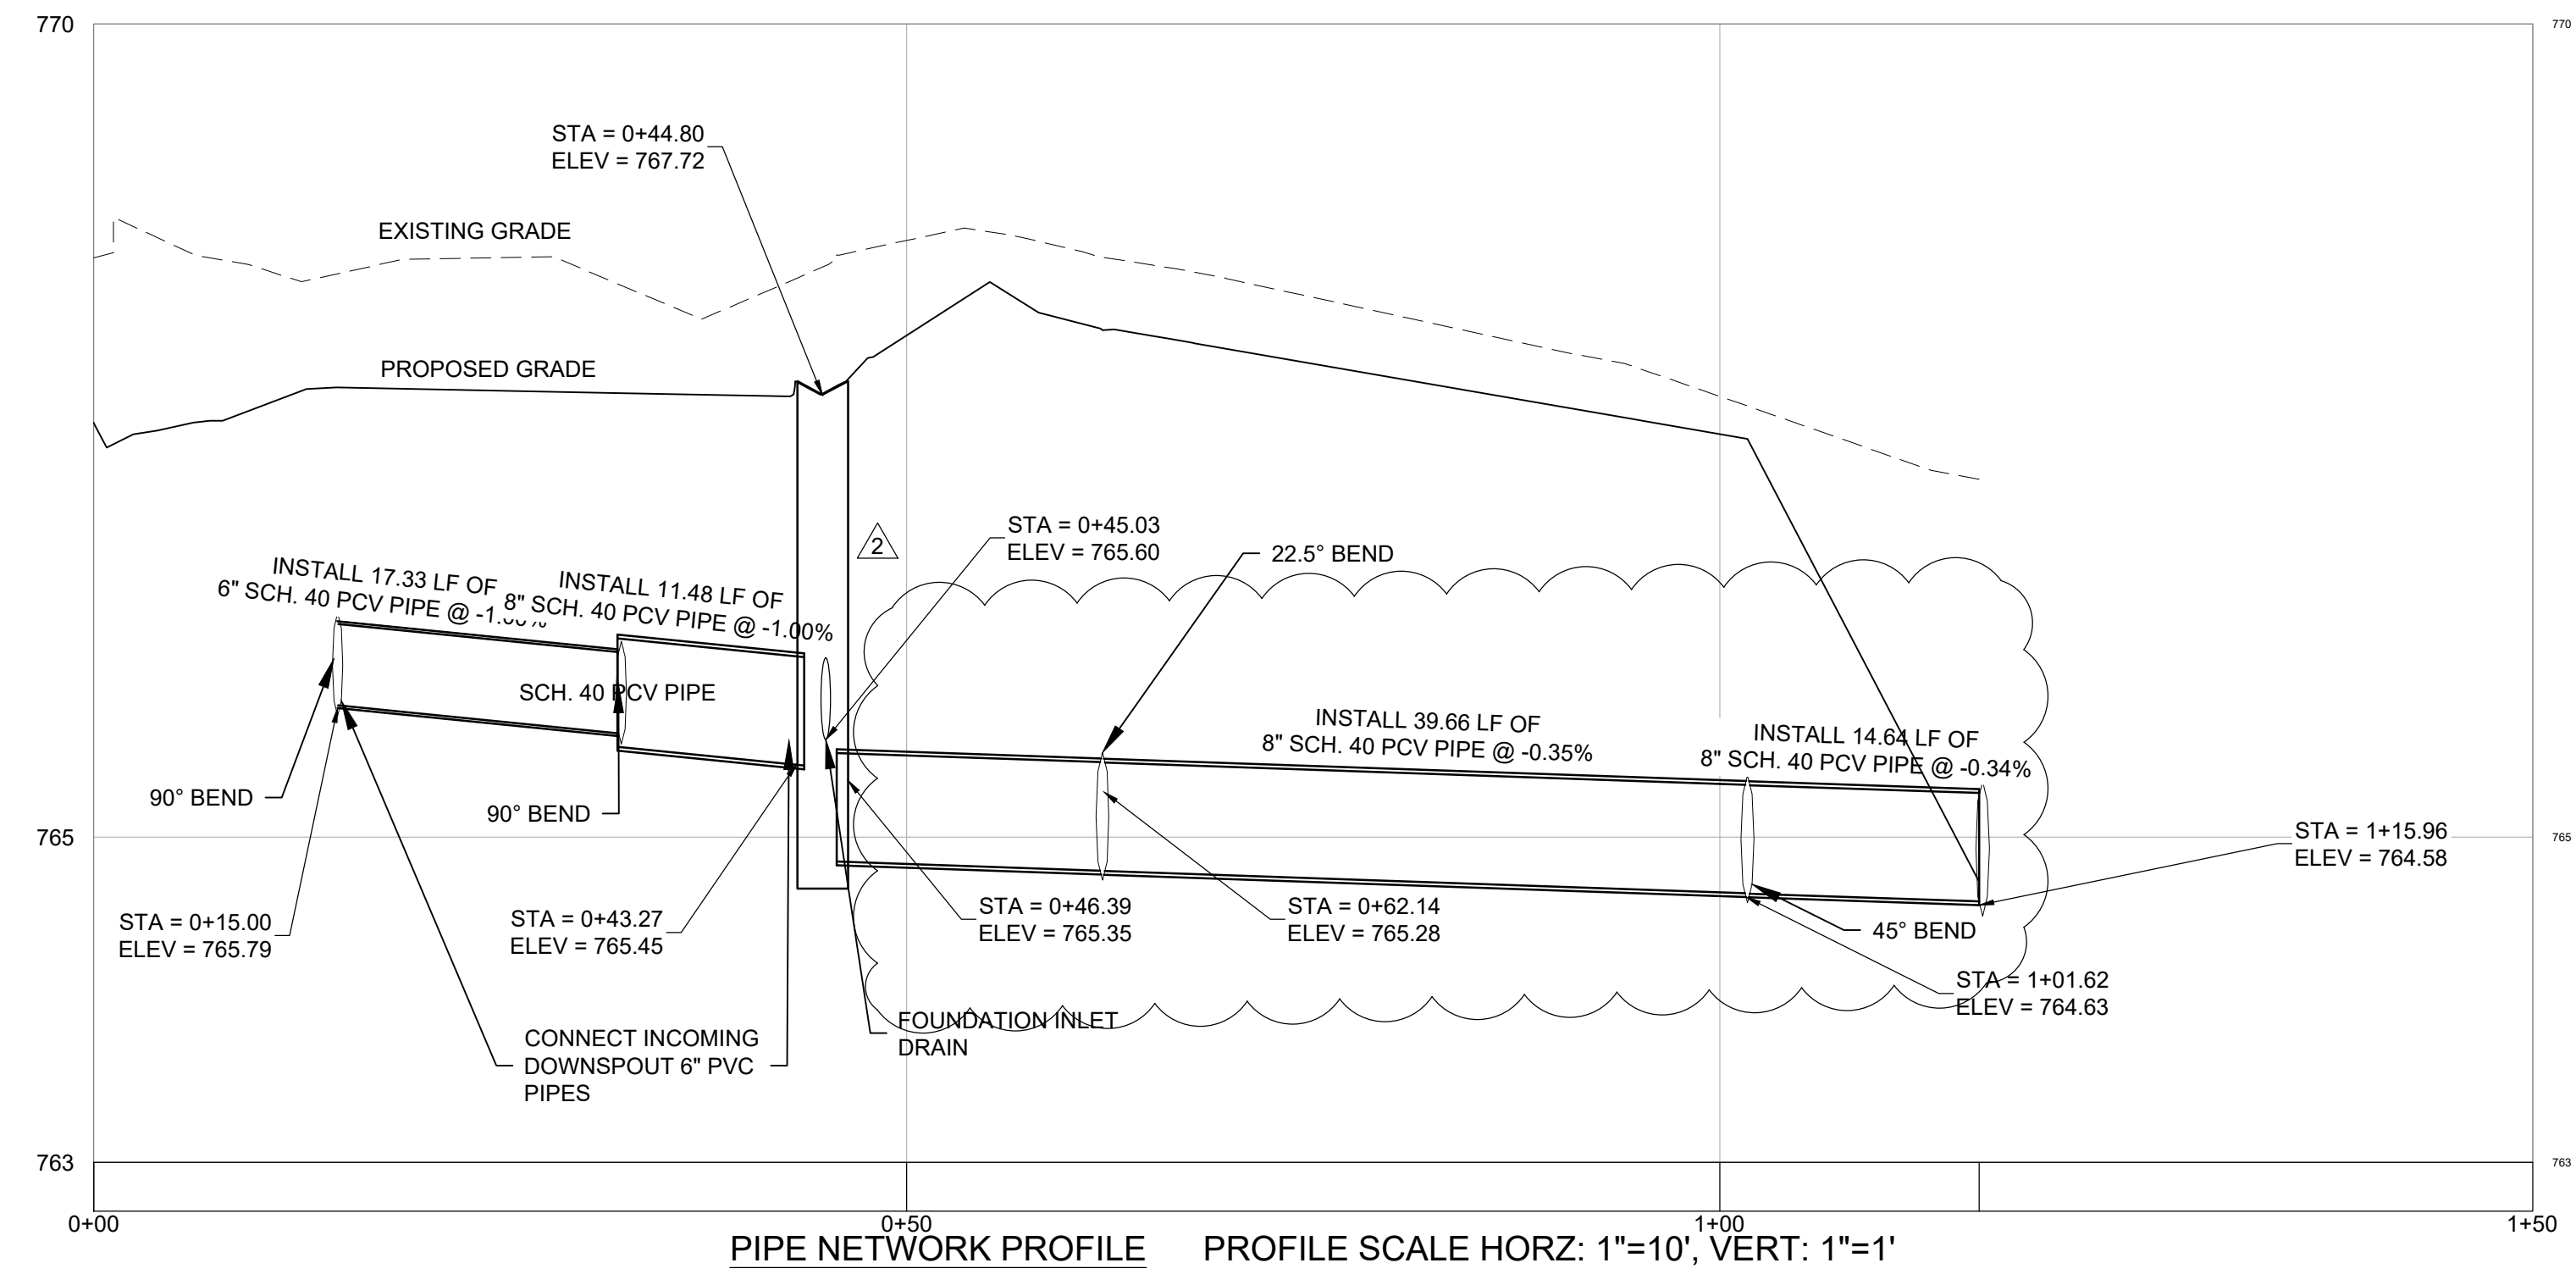 770
770
STA = 0+44.80
ELEV = 767.72
EXISTING GRADE
PROPOSED GRADE
2
STA = 0+45.03
ELEV = 765.60
22.5° BEND
INSTALL 17.33 LF OF
6" SCH. 40 PCV PIPE @
INSTALL 11.48 LF OF
8" SCH. 40 PCV PIPE @ -1.00%
SCH. 40 PCV PIPE
INSTALL 39.66 LF OF
8" SCH. 40 PCV PIPE @ -0.35%
INSTALL 14.64 LF OF
8" SCH. 40 PCV PIPE @ -0.34%
90° BEND
90° BEND
765
765
STA = 1+15.96
ELEV = 764.58
STA = 0+15.00
ELEV = 765.79
STA = 0+43.27
ELEV = 765.45
STA = 0+46.39
ELEV = 765.35
STA = 0+62.14
ELEV = 765.28
45° BEND
STA = 1+01.62
ELEV = 764.63
CONNECT INCOMING
DOWNSPOUT 6" PVC
PIPES
FOUNDATION INLET
DRAIN
763
763
0+00
0+50
1+00
1+50
PIPE NETWORK PROFILE PROFILE SCALE HORZ: 1"=10', VERT: 1"=1'